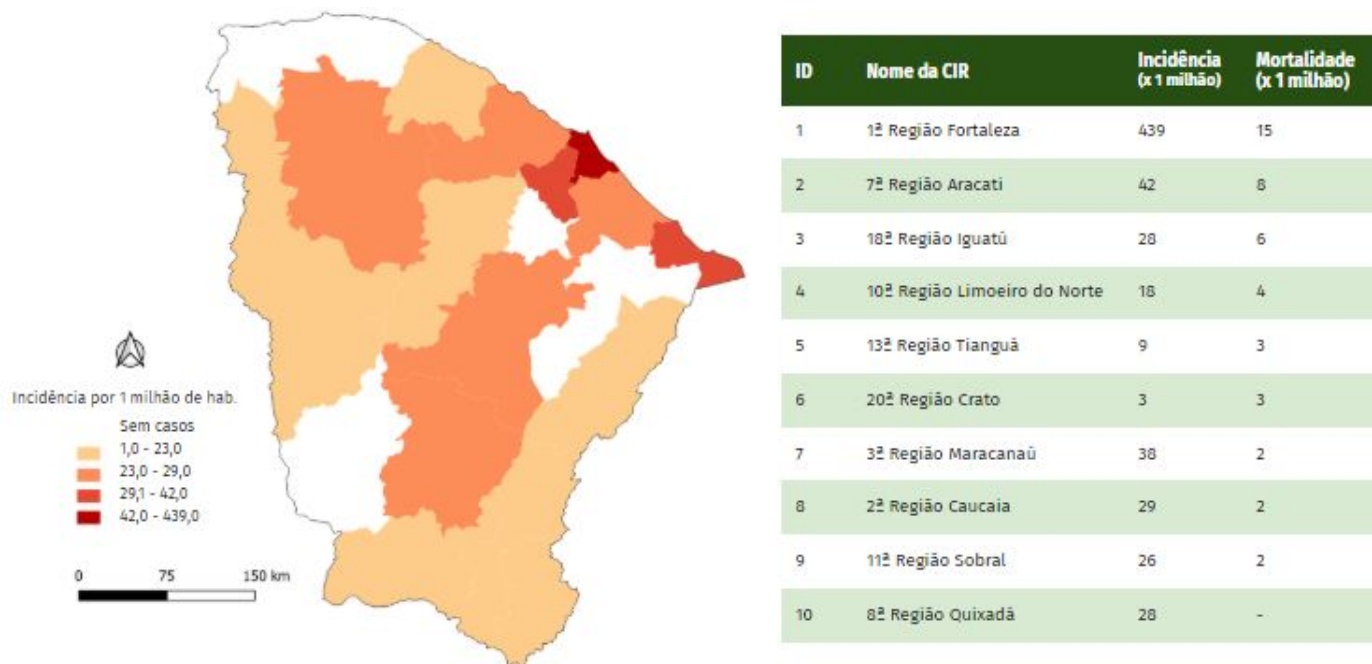 Incidência por 1 milhão de hab.
Sem casos
1,0 - 23,0
23,0 - 29,0
29,1 - 42,0
42,0 - 439,0
0 75 150 km
ID Nome da CIR Incidência (x 1 milhão) Mortalidade (x 1 milhão)
1 1ª Região Fortaleza 439 15
2 7ª Região Aracati 42 8
3 18ª Região Iguatú 28 6
4 10ª Região Limoeiro do Norte 18 4
5 13ª Região Tianguá 9 3
6 20ª Região Crato 3 3
7 3ª Região Maracanaú 38 2
8 2ª Região Caucaia 29 2
9 11ª Região Sobral 26 2
10 8ª Região Quixadá 28 -